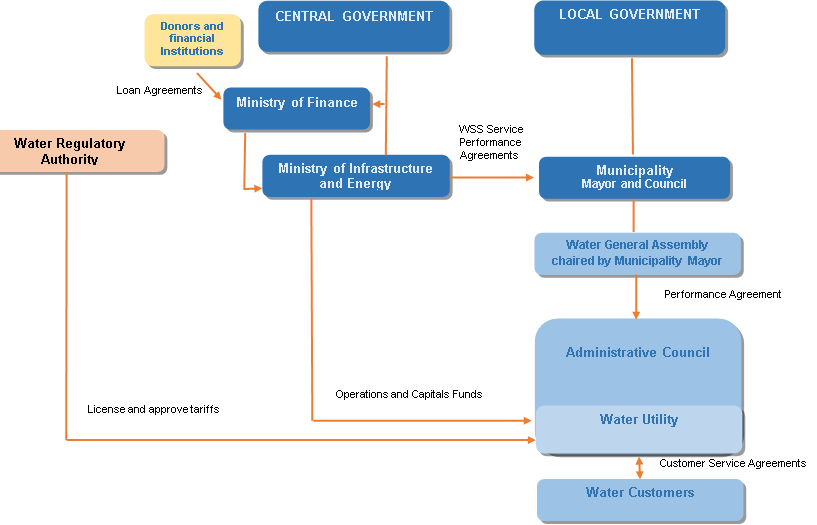 Donors and
financial
Institutions
CENTRAL GOVERNMENT
LOCAL GOVERNMENT
Loan Agreements
Ministry of Finance
Water Regulatory
Authority
WSS Service
Performance
Agreements
Ministry of Infrastructure
and Energy
Municipality
Mayor and Council
Water General Assembly
chaired by Municipality Mayor
Performance Agreement
Administrative Council
Operations and Capitals Funds
License and approve tariffs
Water Utility
Customer Service Agreements
Water Customers